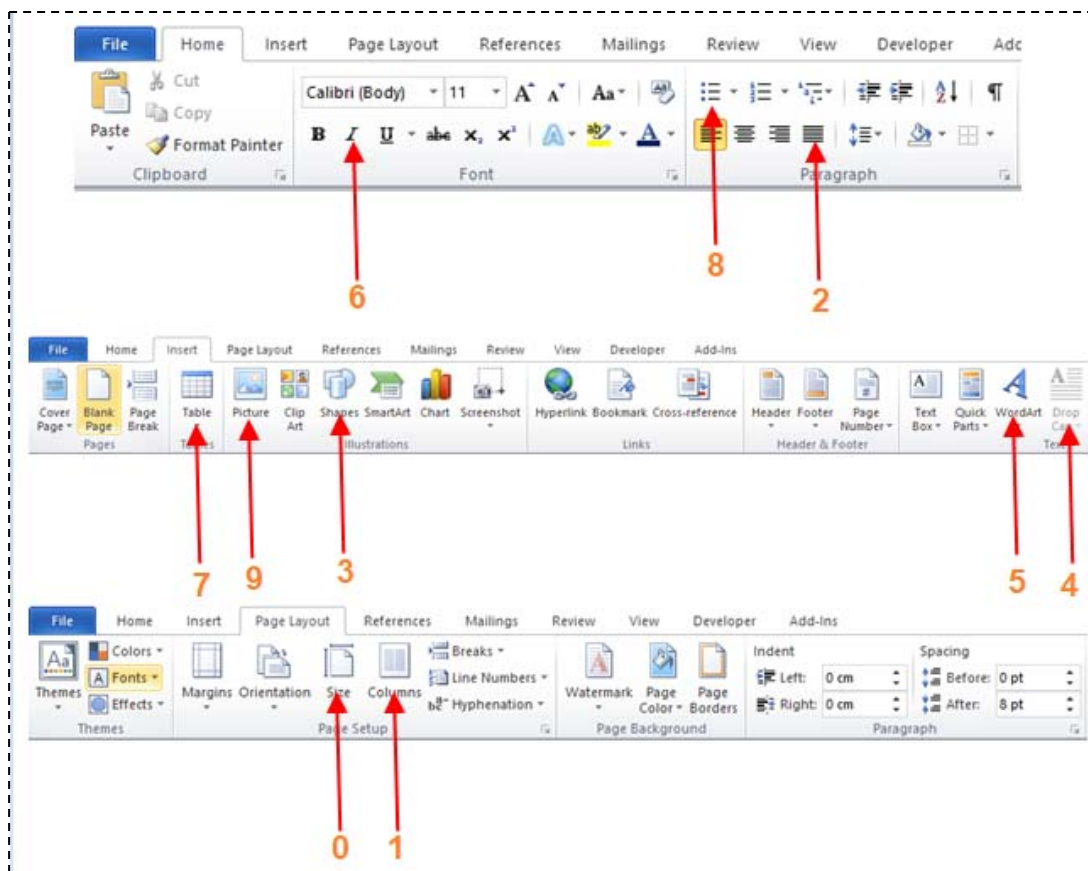 File Home Insert Page Layout References Mailings Review View Developer Adc
Cut
Copy
Paste
Format Painter
Clipboard
Calibri (Body) 11 A A Aa
B I U abc x₂ x² A ab A
Font
Paragraph
6 8 2
File Home Insert Page Layout References Mailings Review View Developer Add-Ins
Cover Page Blank Page Page Break Table Picture Clip Art Shapes SmartArt Chart Screenshot Hyperlink Bookmark Cross-reference Header Footer Page Number Text Box Quick Parts WordArt Drop Cap
Pages Illustrations Links Header & Footer
7 9 3 5 4
File Home Insert Page Layout References Mailings Review View Developer Add-Ins
Themes Colors Fonts Effects
Margins Orientation Size Columns Breaks Line Numbers Hyphenation
Watermark Page Color Page Borders
Indent Spacing
Left: 0 cm Before: 0 pt
Right: 0 cm After: 8 pt
Themes Page Setup Page Background Paragraph
0 1